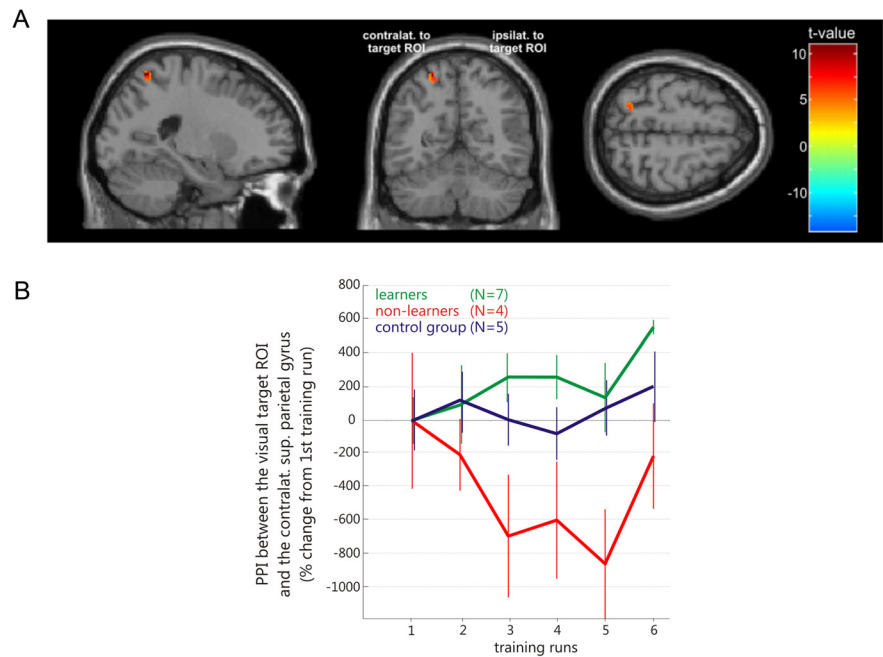 A
contralat. to
target ROI
ipsilat. to
target ROI
t-value
10
5
0
-10
B
PPI between the visual target ROI
and the contralat. sup. parietal gyrus
(% change from 1st training run)
800
600
400
200
0
-200
-400
-600
-800
-1000
learners (N=7)
non-learners (N=4)
control group (N=5)
1 2 3 4 5 6
training runs